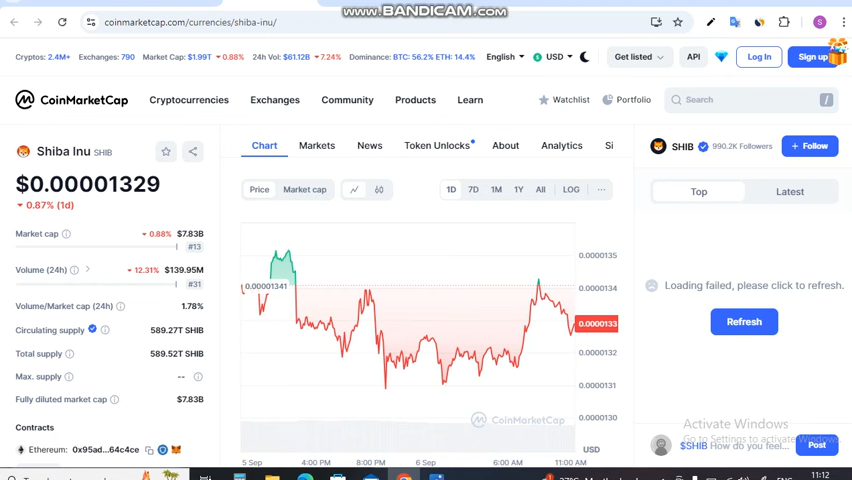 www.BANDICAM.com
coinmarketcap.com/currencies/shiba-inu/
S
Cryptos: 2.4M+ Exchanges: 790 Market Cap: $1.99T 0.88% 24h Vol: $61.12B 7.24% Dominance: BTC: 56.2% ETH: 14.4%
English USD Get listed API Log In Sign up
CoinMarketCap Cryptocurrencies Exchanges Community Products Learn Watchlist Portfolio Search /
Shiba Inu SHIB
$0.00001329
0.87% (1d)
Market cap 0.88% $7.83B
#13
Volume (24h) 12.31% $139.95M
#31
Volume/Market cap (24h) 1.78%
Circulating supply 589.27T SHIB
Total supply 589.52T SHIB
Max. supply --
Fully diluted market cap $7.83B
Contracts
Ethereum: 0x95ad...64c4ce
Chart Markets News Token Unlocks About Analytics Si
Price Market cap 1D 7D 1M 1Y All LOG ...
0.0000135
0.00001341
0.0000134
0.0000133
0.0000132
0.0000131
0.0000130
CoinMarketCap
USD
5 Sep 4:00 PM 8:00 PM 6 Sep 6:00 AM 11:00 AM
SHIB 990.2K Followers + Follow
Top Latest
Loading failed, please click to refresh.
Refresh
Activate Windows
Go to Settings to activate Windows.
$SHIB How do you feel... Post
11:12